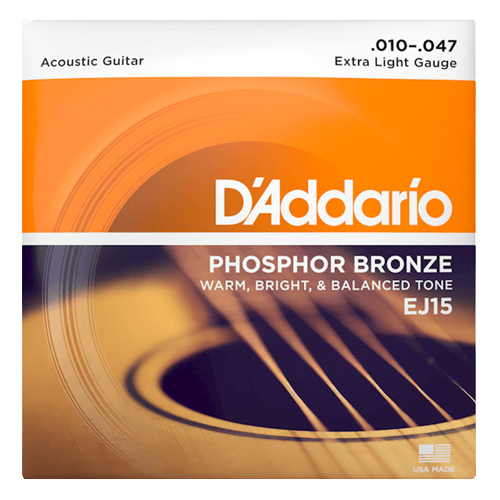 .010–.047
Acoustic Guitar
Extra Light Gauge
D'Addario
PHOSPHOR BRONZE
WARM, BRIGHT, & BALANCED TONE
EJ15
USA MADE